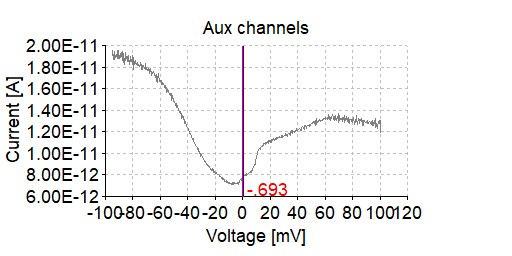 Aux channels
Current [A]
2.00E-11
1.80E-11
1.60E-11
1.40E-11
1.20E-11
1.00E-11
8.00E-12
6.00E-12
-.693
-100-80 -60 -40 -20 0 20 40 60 80 100120
Voltage [mV]